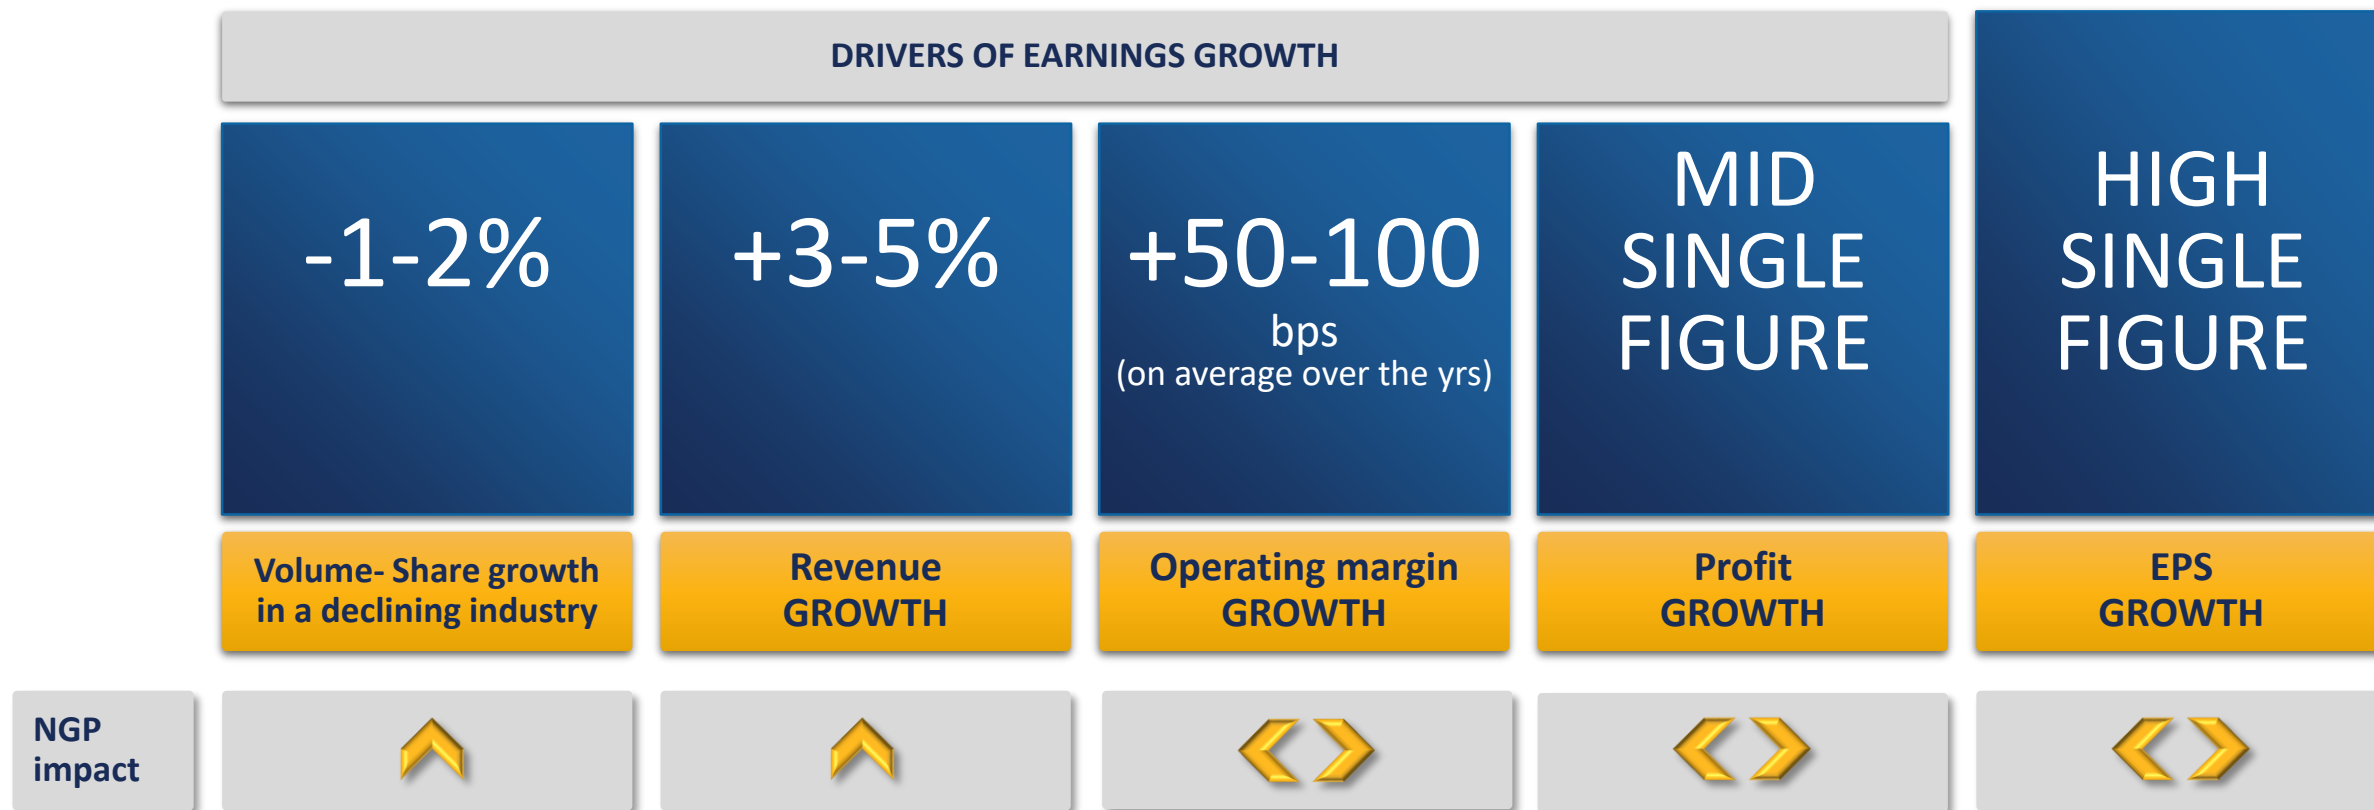 DRIVERS OF EARNINGS GROWTH
-1-2%
+3-5%
+50-100
bps
(on average over the yrs)
MID
SINGLE
FIGURE
HIGH
SINGLE
FIGURE
Volume- Share growth
in a declining industry
Revenue
GROWTH
Operating margin
GROWTH
Profit
GROWTH
EPS
GROWTH
NGP
impact